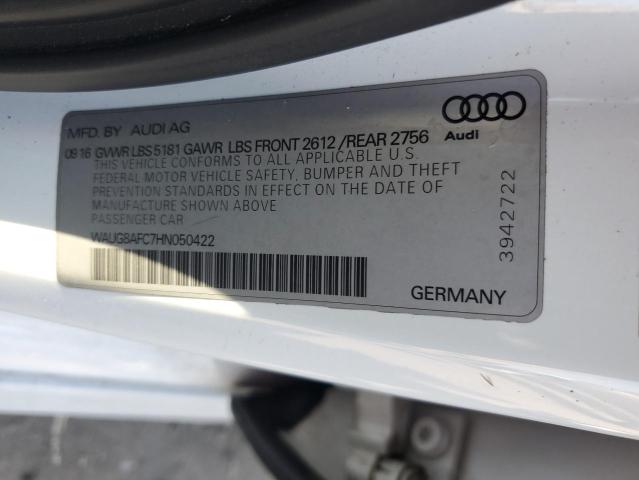 MFD. BY AUDI AG
09 16 GVWR LBS 5181 GAWR LBS FRONT 2612 / REAR 2756
THIS VEHICLE CONFORMS TO ALL APPLICABLE U.S.
FEDERAL MOTOR VEHICLE SAFETY, BUMPER AND THEFT
PREVENTION STANDARDS IN EFFECT ON THE DATE OF
MANUFACTURE SHOWN ABOVE
PASSENGER CAR
WAUG8AFC7HN050422
Audi
3942722
GERMANY